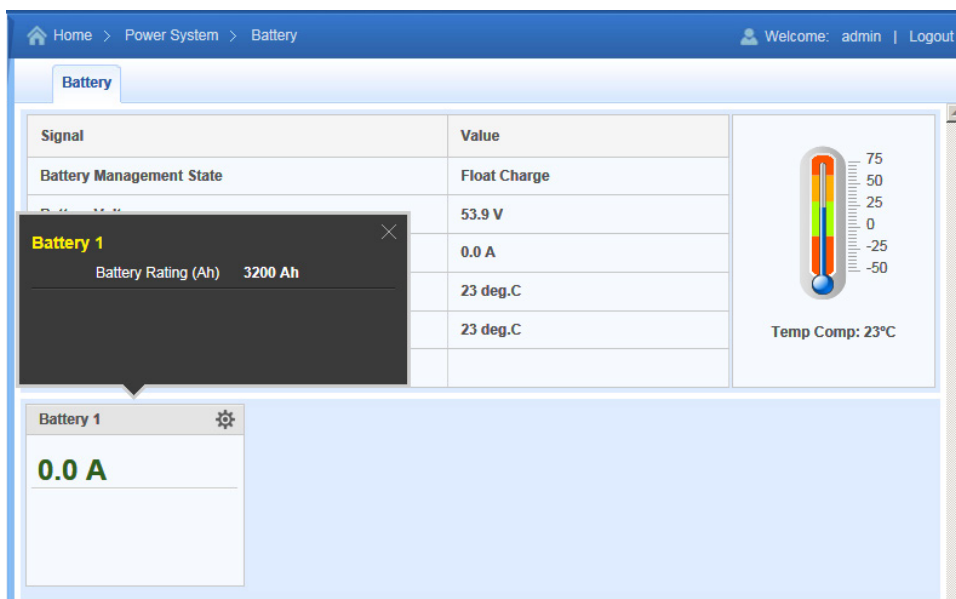 Home > Power System > Battery
Welcome: admin | Logout
Battery
Signal Value
Battery Management State Float Charge
53.9 V
0.0 A
23 deg.C
23 deg.C
75
50
25
0
-25
-50
Temp Comp: 23°C
Battery 1
Battery Rating (Ah) 3200 Ah
Battery 1
0.0 A